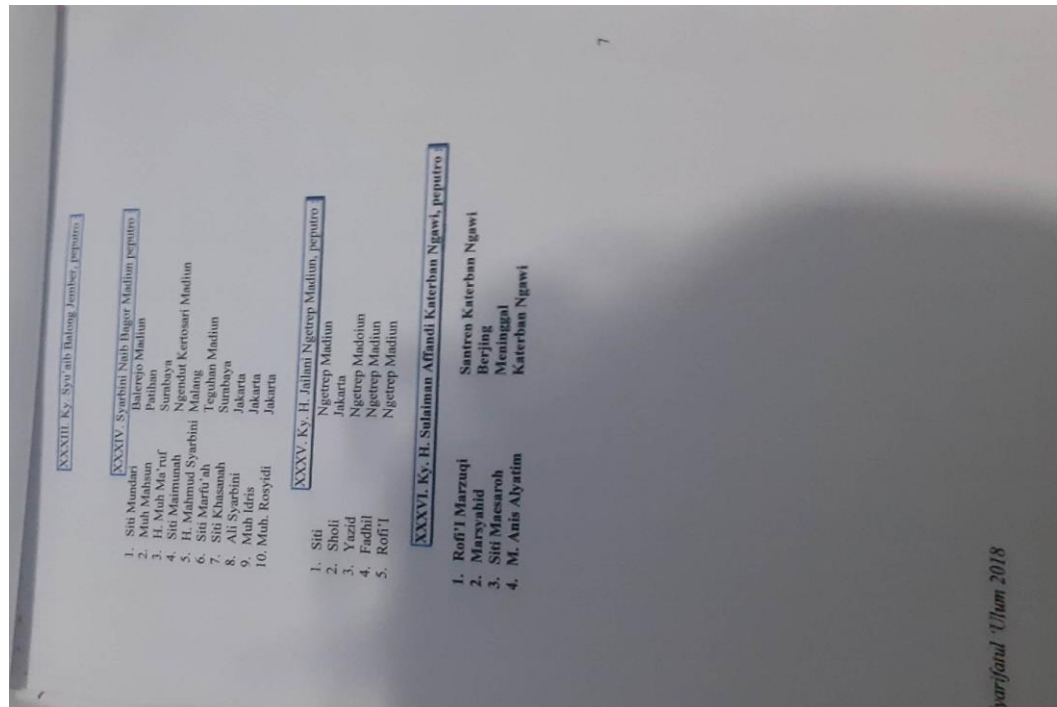 XXXIII. Ky. Syu'aib Balong Jember, peputro :
XXXIV. Syarbini Naib Bagor Madiun peputro
1. Siti Mundari Balerejo Madiun
2. Muh Mahsun Patihan
3. H. Muh Ma'ruf Surabaya
4. Siti Maimunah Ngendut Kertosari Madiun
5. H. Mahmud Syarbini Malang
6. Siti Marfu'ah Teguhan Madiun
7. Siti Khasanah Surabaya
8. Ali Syarbini Jakarta
9. Muh Idris Jakarta
10. Muh. Rosyidi Jakarta
XXXV. Ky. H. Jailani Ngetrep Madiun, peputro :
1. Siti Ngetrep Madiun
2. Sholi Jakarta
3. Yazid Ngetrep Madoiun
4. Fadhil Ngetrep Madiun
5. Rofi'I Ngetrep Madiun
XXXVI. Ky. H. Sulaiman Affandi Katerban Ngawi, peputro :
1. Rofi'I Marzuqi Santren Katerban Ngawi
2. Marsyahid Berjing
3. Siti Maesaroh Meninggal
4. M. Anis Alyatim Katerban Ngawi
yarifatul 'Ulum 2018
7